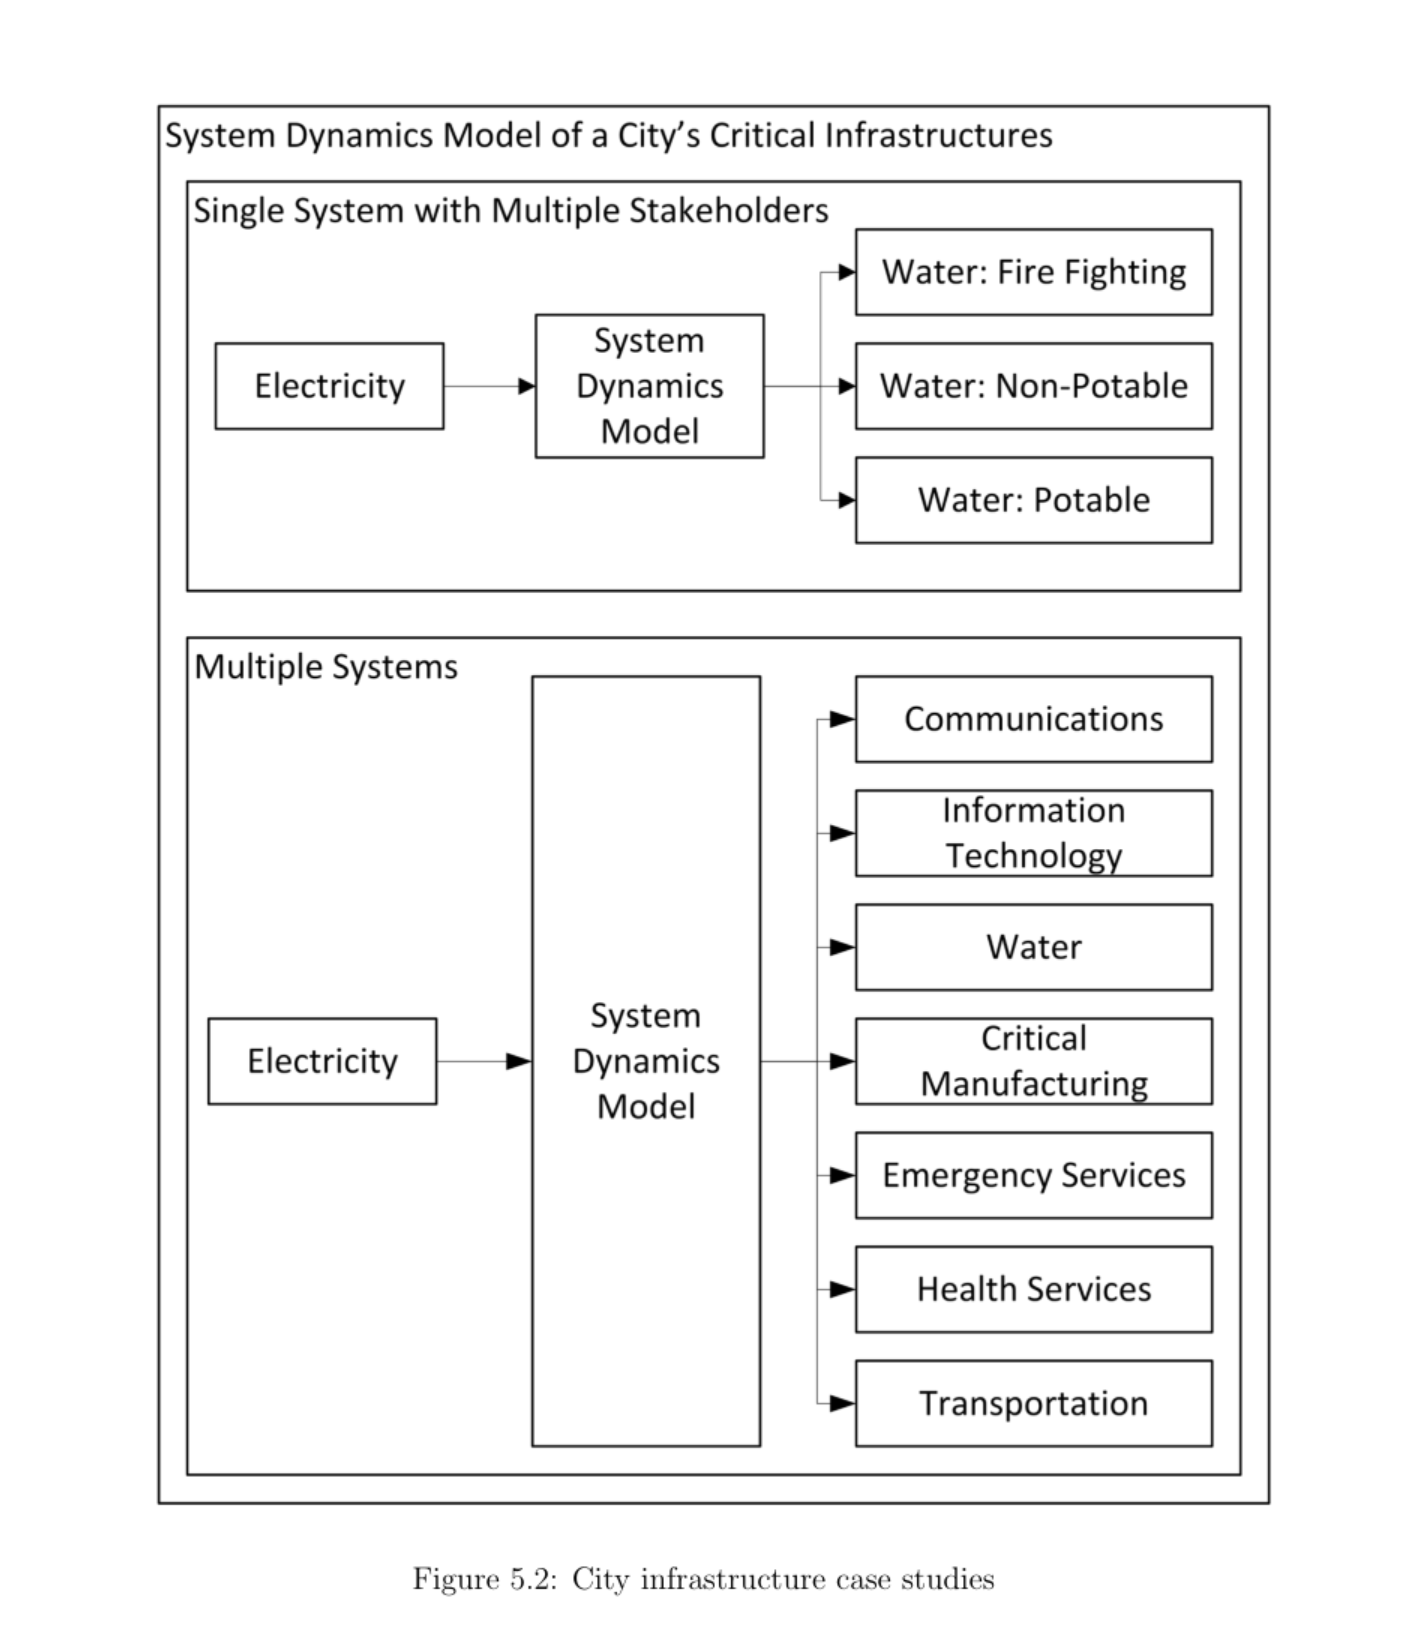 System Dynamics Model of a City’s Critical Infrastructures
Single System with Multiple Stakeholders
Electricity
System
Dynamics
Model
Water: Fire Fighting
Water: Non-Potable
Water: Potable
Multiple Systems
Electricity
System
Dynamics
Model
Communications
Information
Technology
Water
Critical
Manufacturing
Emergency Services
Health Services
Transportation
Figure 5.2: City infrastructure case studies